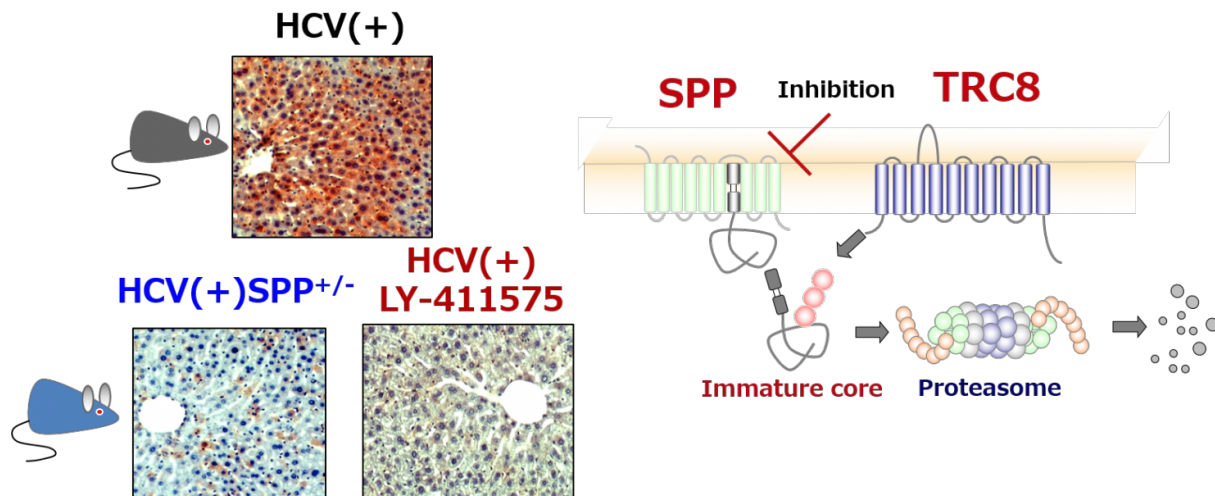 HCV(+)
HCV(+)SPP+/-
HCV(+)
LY-411575
SPP
Inhibition
TRC8
Immature core
Proteasome